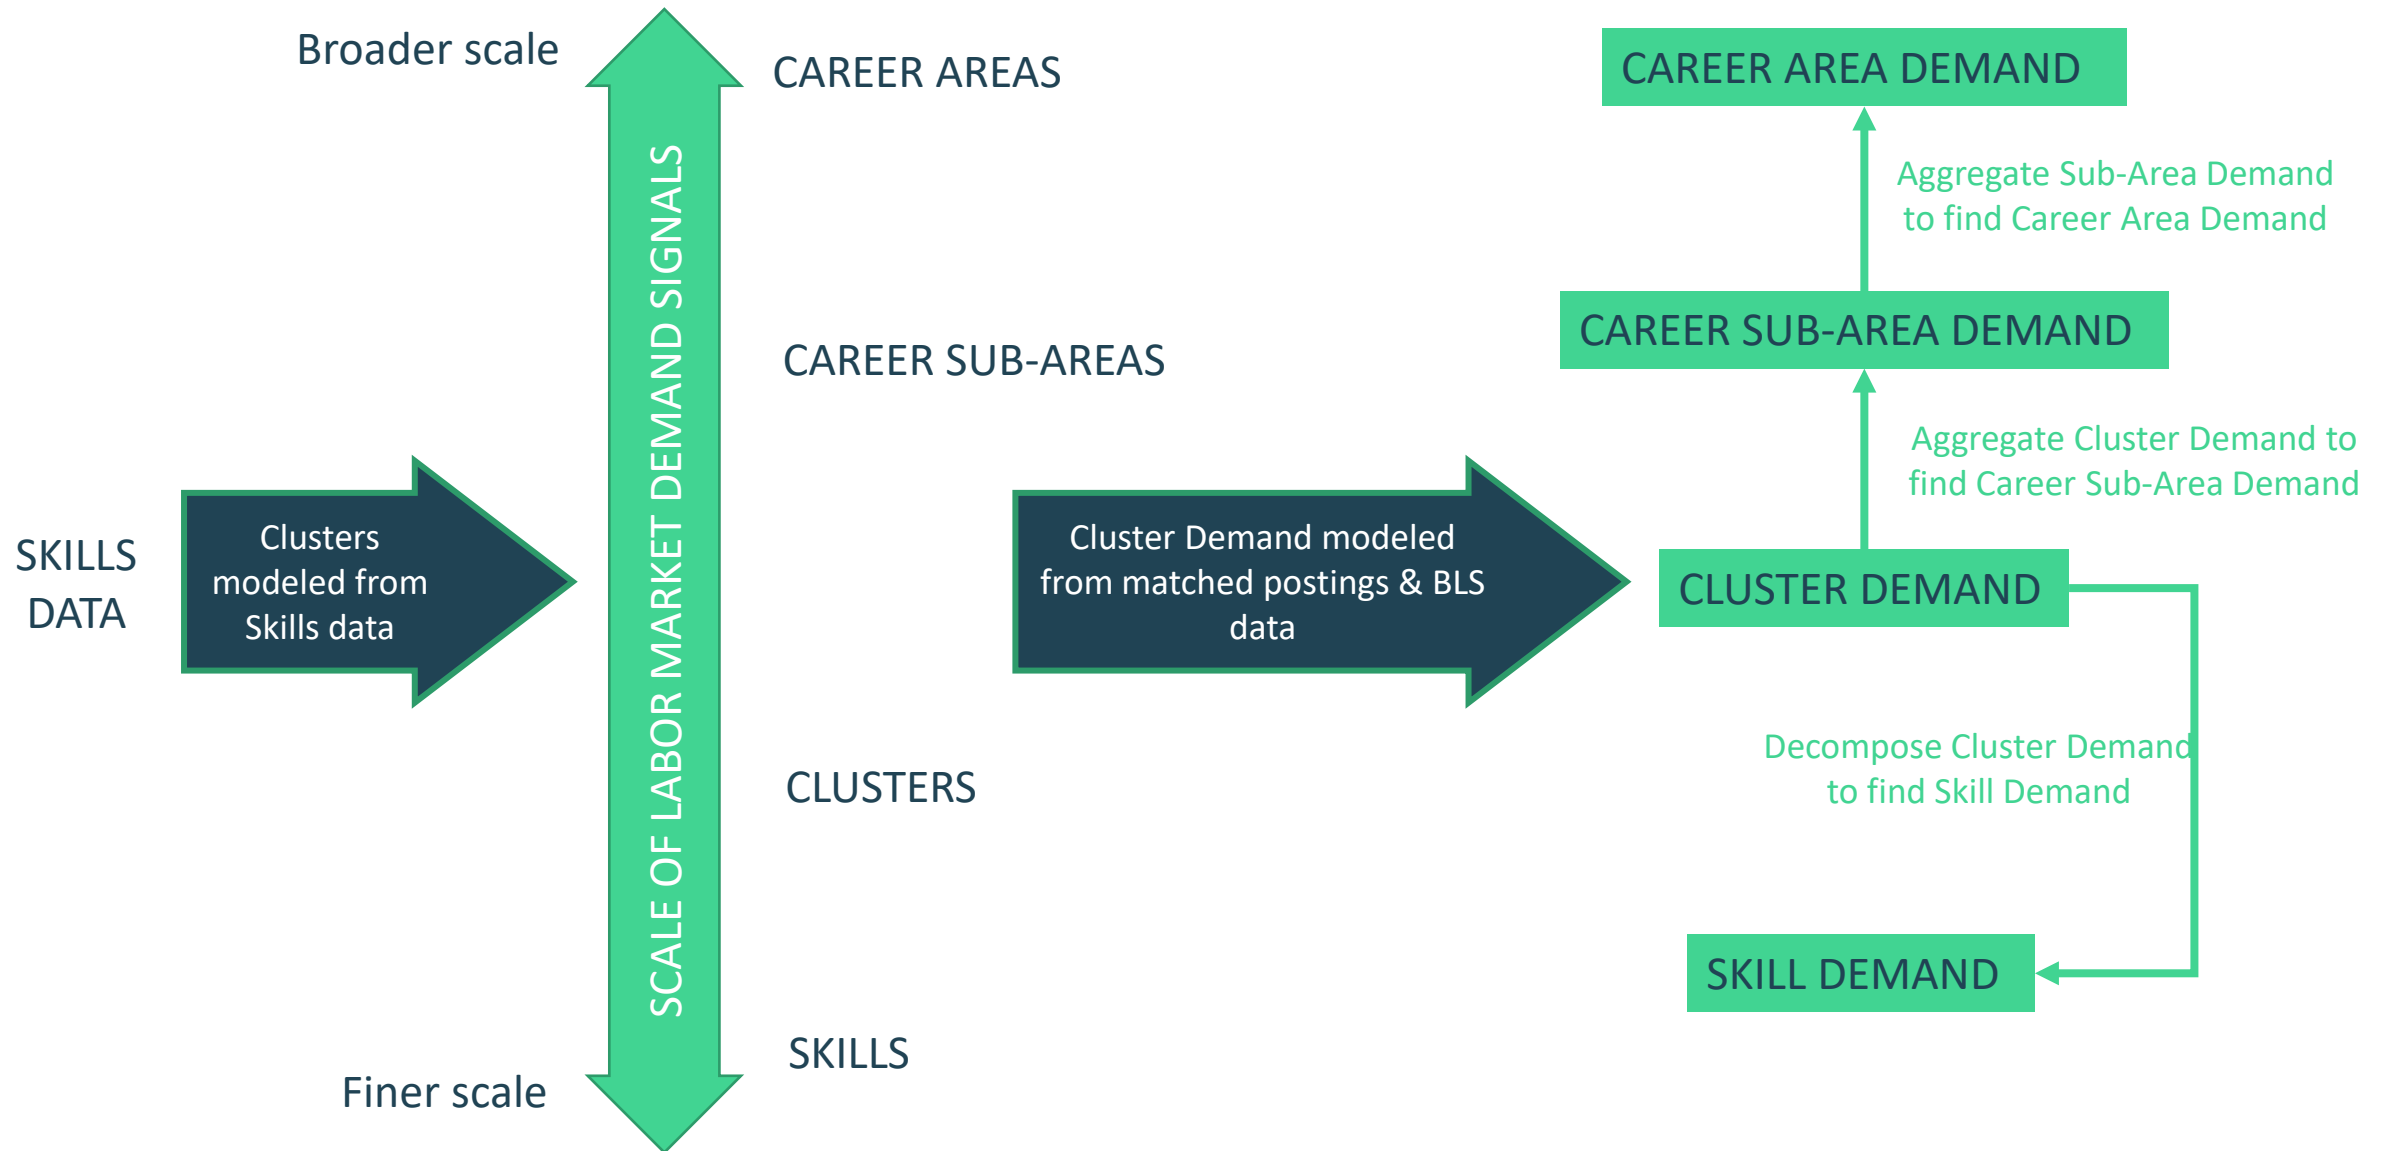 Broader scale
CAREER AREAS
CAREER AREA DEMAND
Aggregate Sub-Area Demand
to find Career Area Demand
CAREER SUB-AREAS
CAREER SUB-AREA DEMAND
Aggregate Cluster Demand to
find Career Sub-Area Demand
SKILLS
DATA
Clusters
modeled from
Skills data
SCALE OF LABOR MARKET DEMAND SIGNALS
Cluster Demand modeled
from matched postings & BLS
data
CLUSTER DEMAND
Decompose Cluster Demand
to find Skill Demand
CLUSTERS
SKILL DEMAND
SKILLS
Finer scale